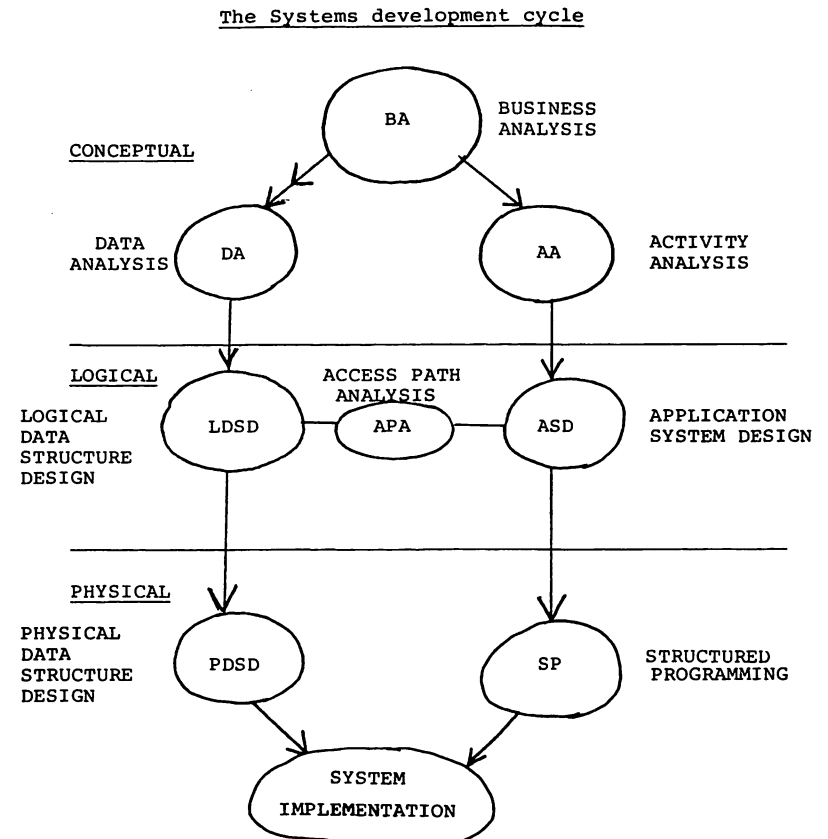 The Systems development cycle
BA
BUSINESS
ANALYSIS
CONCEPTUAL
DATA
ANALYSIS
DA
AA
ACTIVITY
ANALYSIS
LOGICAL
ACCESS PATH
ANALYSIS
LOGICAL
DATA
STRUCTURE
DESIGN
LDSD
APA
ASD
APPLICATION
SYSTEM DESIGN
PHYSICAL
PHYSICAL
DATA
STRUCTURE
DESIGN
PDSD
SP
STRUCTURED
PROGRAMMING
SYSTEM
IMPLEMENTATION